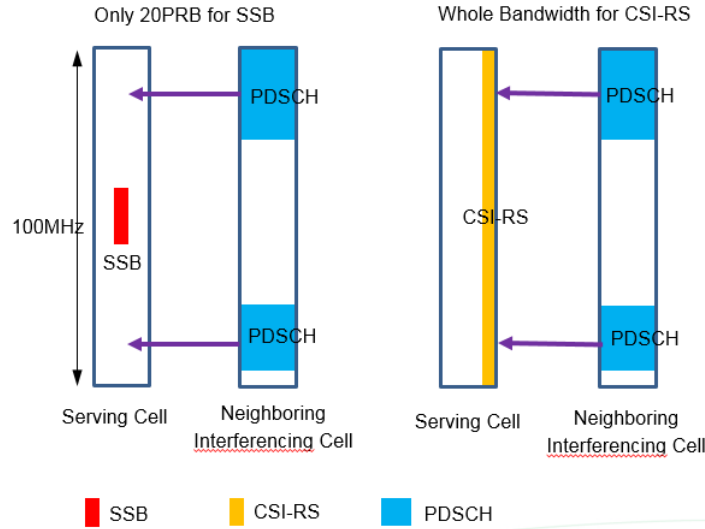 Only 20PRB for SSB
Whole Bandwidth for CSI-RS
PDSCH
PDSCH
100MHz
SSB
CSI-RS
PDSCH
PDSCH
Serving Cell
Neighboring
Interferencing Cell
Serving Cell
Neighboring
Interferencing Cell
SSB
CSI-RS
PDSCH